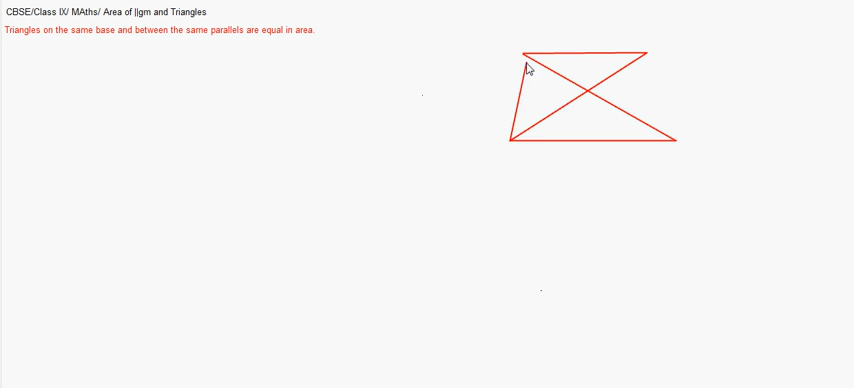 CBSE/Class IX/ MAths/ Area of ||gm and Triangles
Triangles on the same base and between the same parallels are equal in area.